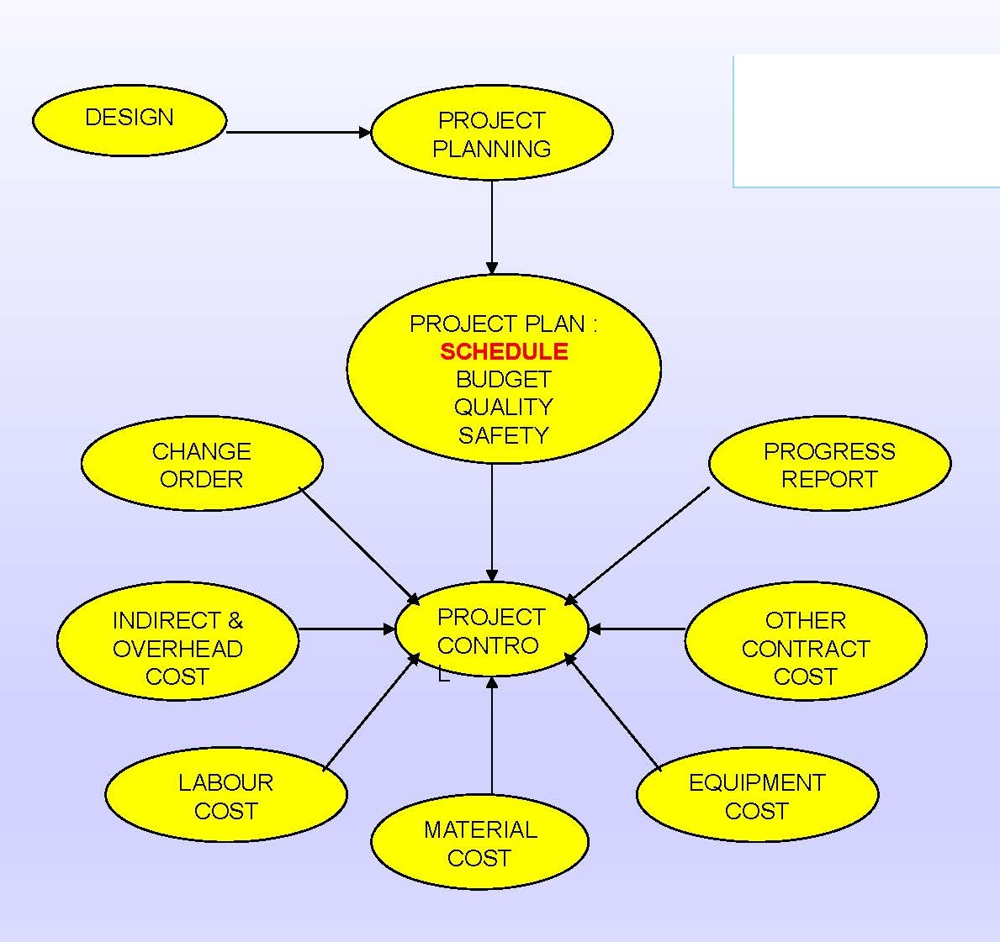 DESIGN
PROJECT
PLANNING
PROJECT PLAN :
SCHEDULE
BUDGET
QUALITY
SAFETY
CHANGE
ORDER
PROGRESS
REPORT
INDIRECT &
OVERHEAD
COST
PROJECT
CONTRO
L
OTHER
CONTRACT
COST
LABOUR
COST
MATERIAL
COST
EQUIPMENT
COST